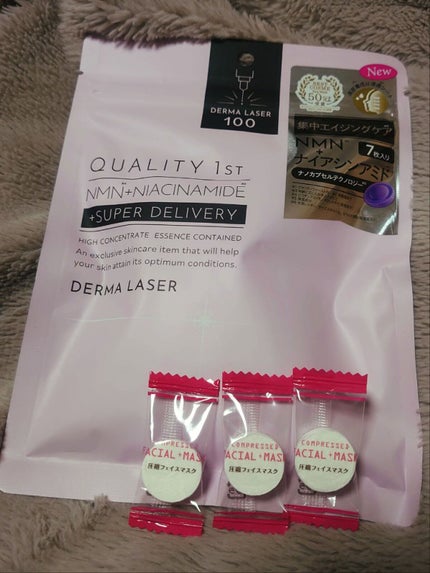 DERMA LASER
100
New
50冠
集中エイジングケア
NMN
+
ナイアシンアミド
7枚入り
ナノカプセルテクノロジー
QUALITY 1ST
NMN+NIACINAMIDE
+SUPER DELIVERY
HIGH CONCENTRATE ESSENCE CONTAINED
An exclusive skincare item that will help
your skin attain its optimum conditions.
DERMA LASER
COMPRESSED
FACIAL+MASK
圧縮フェイスマスク
COMPRESSED
FACIAL+MASK
圧縮フェイスマスク
COMPRESSED
FACIAL+MASK
圧縮フェイスマスク